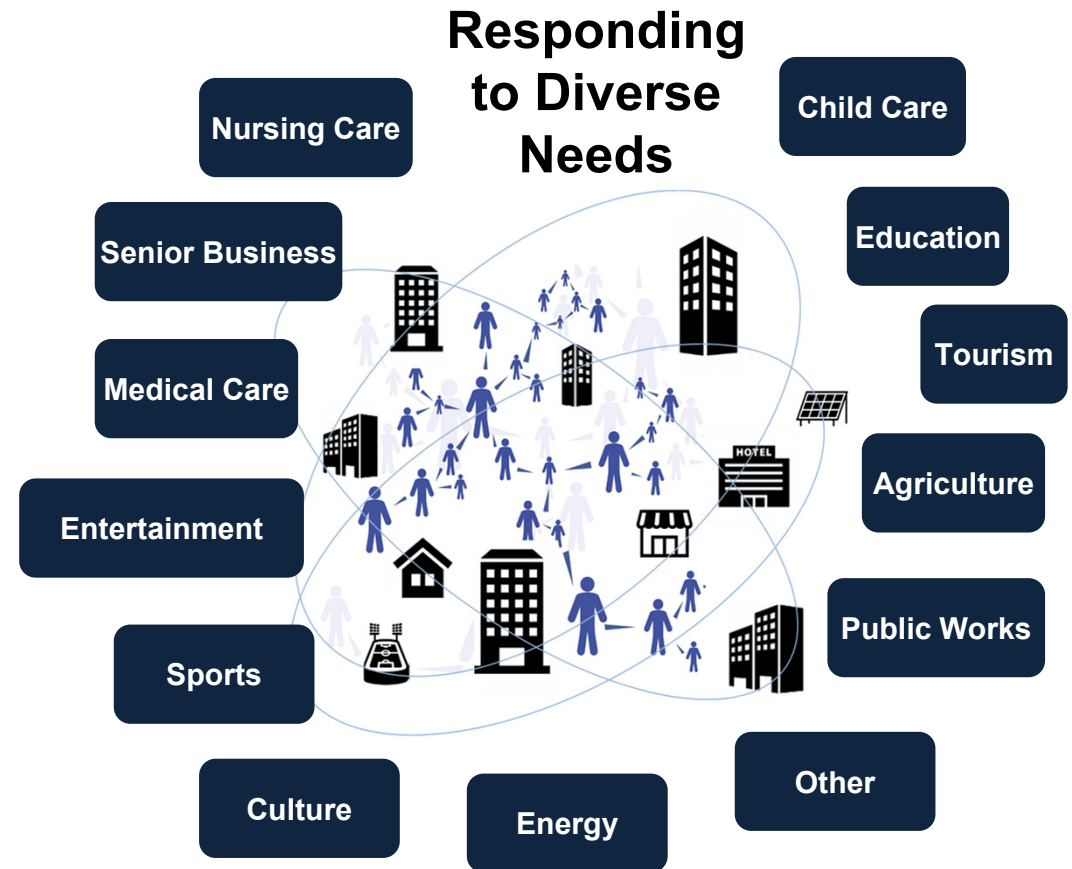 Responding
to Diverse
Needs
Nursing Care
Child Care
Senior Business
Education
Tourism
Medical Care
HOTEL
Agriculture
Entertainment
Public Works
Sports
Other
Culture
Energy